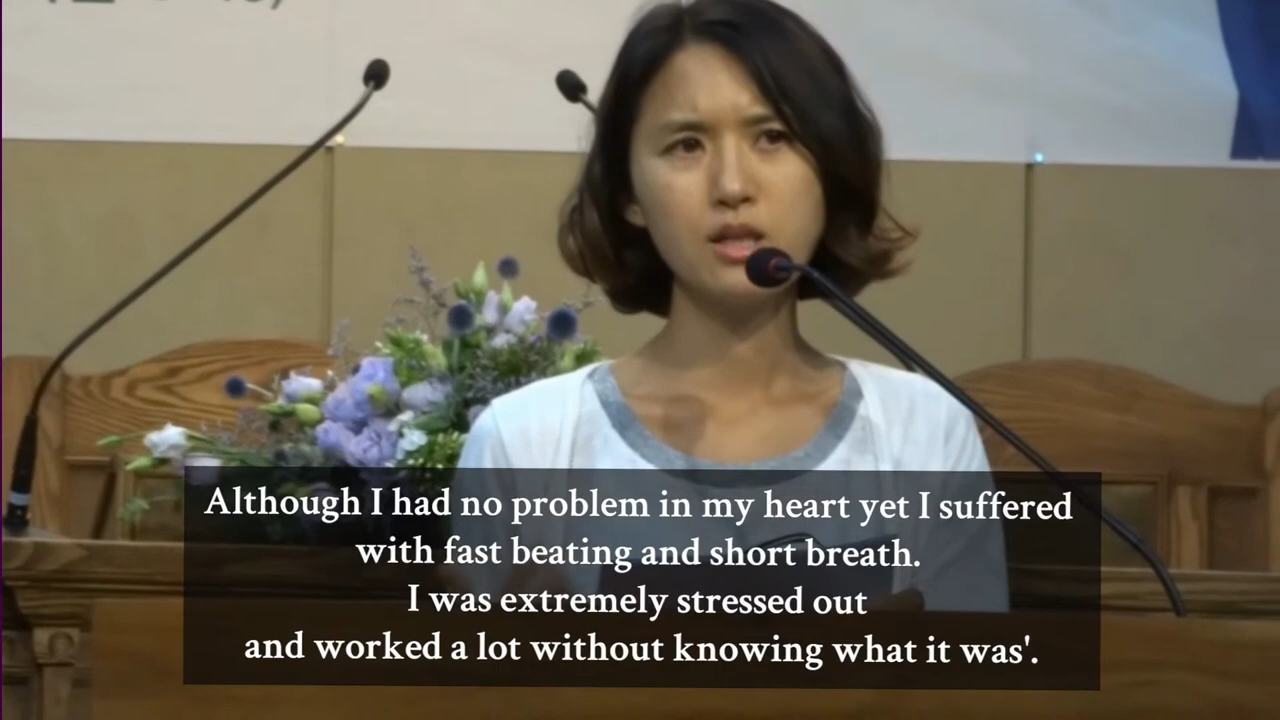 Although I had no problem in my heart yet I suffered
with fast beating and short breath.
I was extremely stressed out
and worked a lot without knowing what it was'.